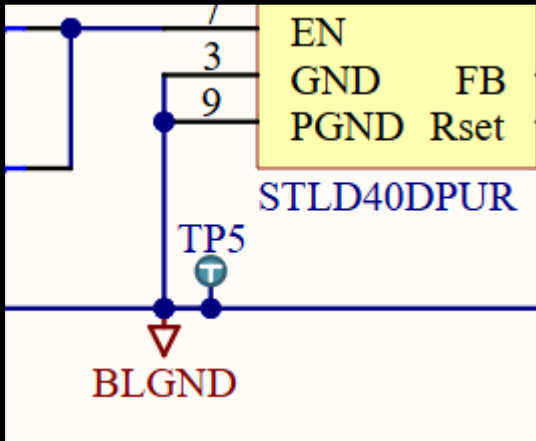 7
EN
3
GND FB
9
PGND Rset
STLD40DPUR
TP5
T
BLGND